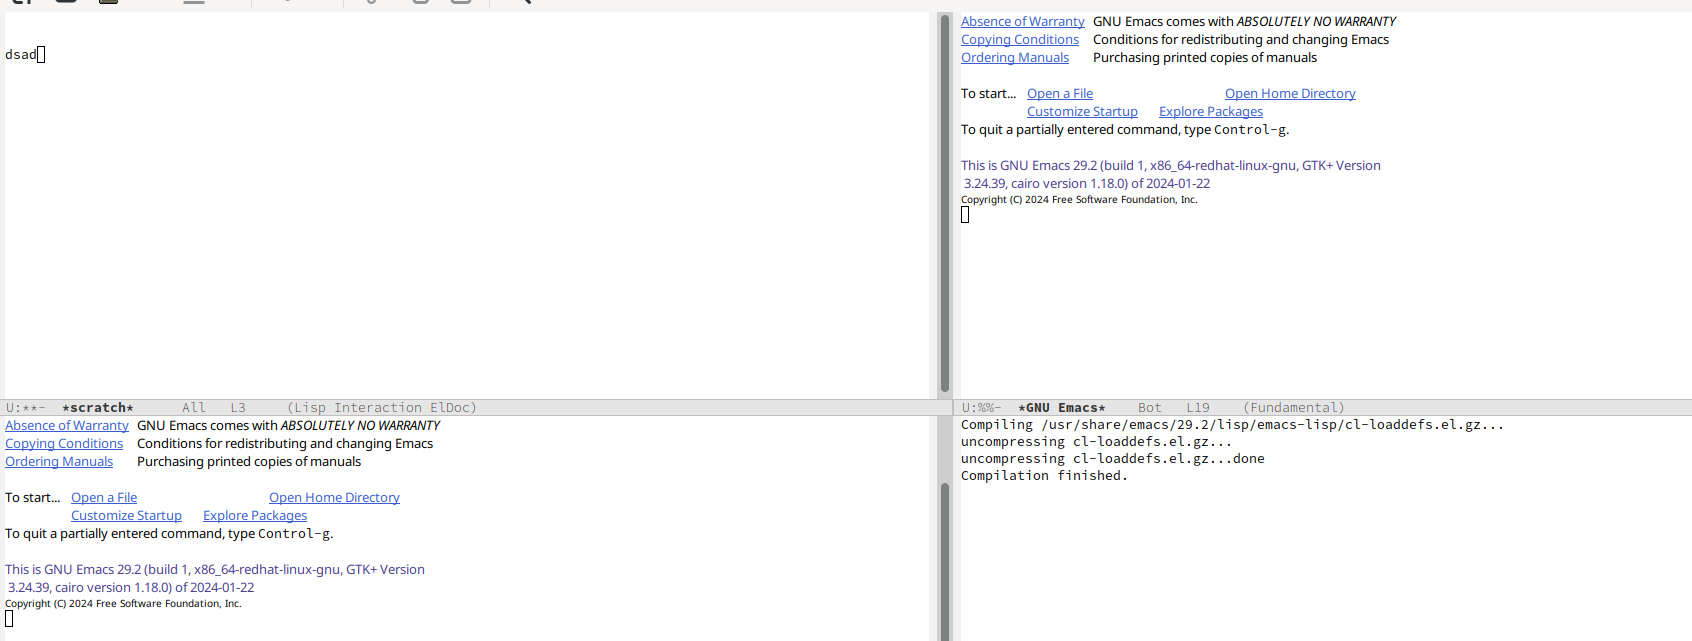 dsad
U:**-  *scratch*      All   L3     (Lisp Interaction ElDoc)
Absence of Warranty  GNU Emacs comes with ABSOLUTELY NO WARRANTY
Copying Conditions   Conditions for redistributing and changing Emacs
Ordering Manuals     Purchasing printed copies of manuals
To start...  Open a File  Open Home Directory
Customize Startup  Explore Packages
To quit a partially entered command, type Control-g.
This is GNU Emacs 29.2 (build 1, x86_64-redhat-linux-gnu, GTK+ Version
3.24.39, cairo version 1.18.0) of 2024-01-22
Copyright (C) 2024 Free Software Foundation, Inc.
Absence of Warranty  GNU Emacs comes with ABSOLUTELY NO WARRANTY
Copying Conditions   Conditions for redistributing and changing Emacs
Ordering Manuals     Purchasing printed copies of manuals
To start...  Open a File  Open Home Directory
Customize Startup  Explore Packages
To quit a partially entered command, type Control-g.
This is GNU Emacs 29.2 (build 1, x86_64-redhat-linux-gnu, GTK+ Version
3.24.39, cairo version 1.18.0) of 2024-01-22
Copyright (C) 2024 Free Software Foundation, Inc.
U:%%-  *GNU Emacs*    Bot   L19    (Fundamental)
Compiling /usr/share/emacs/29.2/lisp/emacs-lisp/cl-loaddefs.el.gz...
uncompressing cl-loaddefs.el.gz...
uncompressing cl-loaddefs.el.gz...done
Compilation finished.